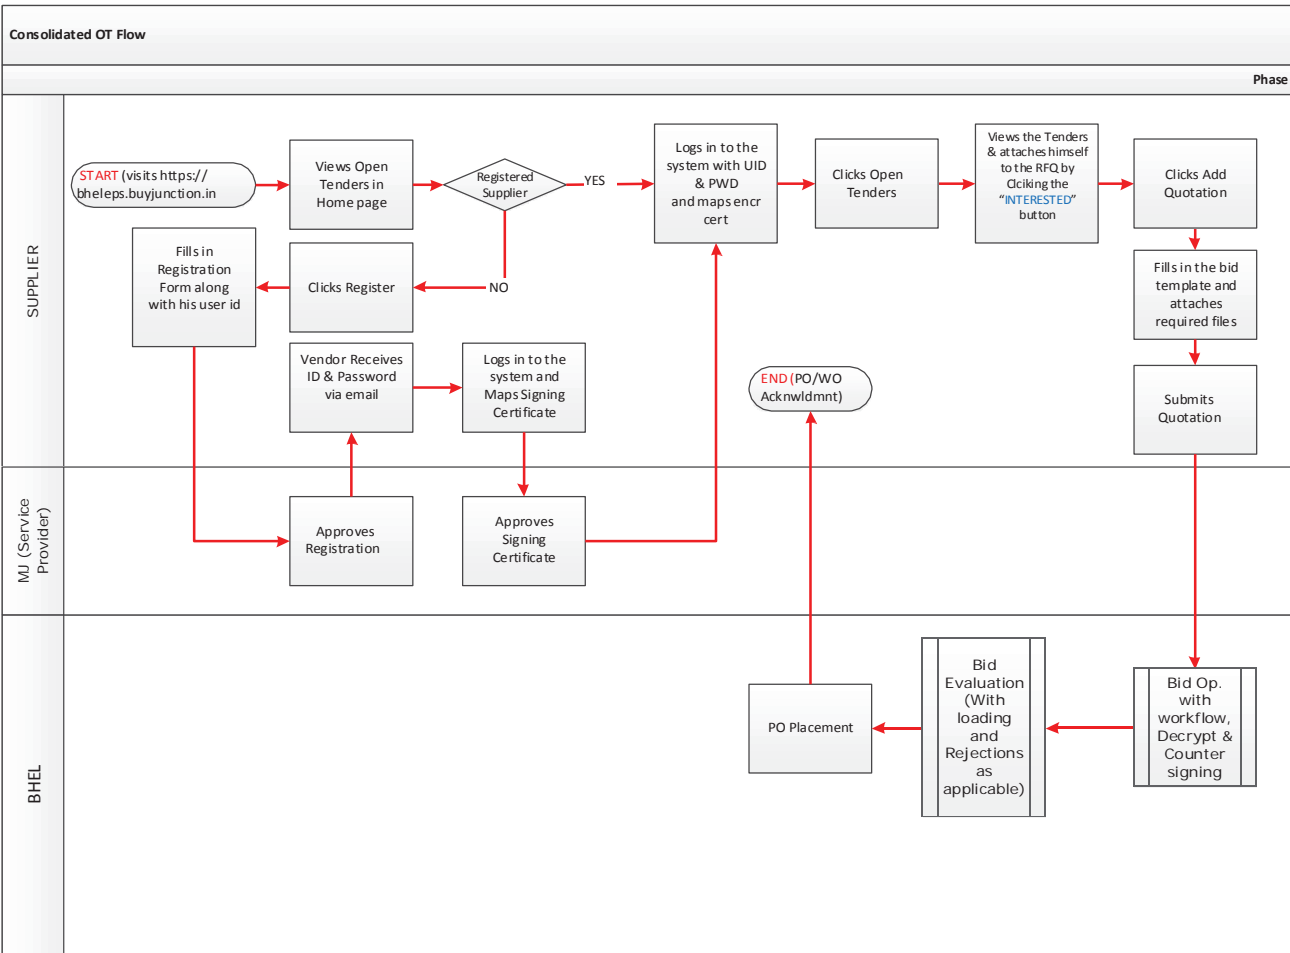 Consolidated OT Flow
Phase
SUPPLIER
START (visits https://
bheleps.buyjunction.in
Views Open
Tenders in
Home page
Registered
Supplier
YES
NO
Logs in to the
system with UID
& PWD
and maps encr
cert
Clicks Open
Tenders
Views the Tenders
& attaches himself
to the RFQ by
Clciking the
“INTERESTED”
button
Clicks Add
Quotation
Fills in
Registration
Form along
with his user id
Clicks Register
Fills in the bid
template and
attaches
required files
Vendor Receives
ID & Password
via email
Logs in to the
system and
Maps Signing
Certificate
END (PO/WO
Acknwldmnt)
Submits
Quotation
MJ (Service
Provider)
Approves
Registration
Approves
Signing
Certificate
BHEL
PO Placement
Bid
Evaluation
(With
loading
and
Rejections
as
applicable)
Bid Op.
with
workflow,
Decrypt &
Counter
signing